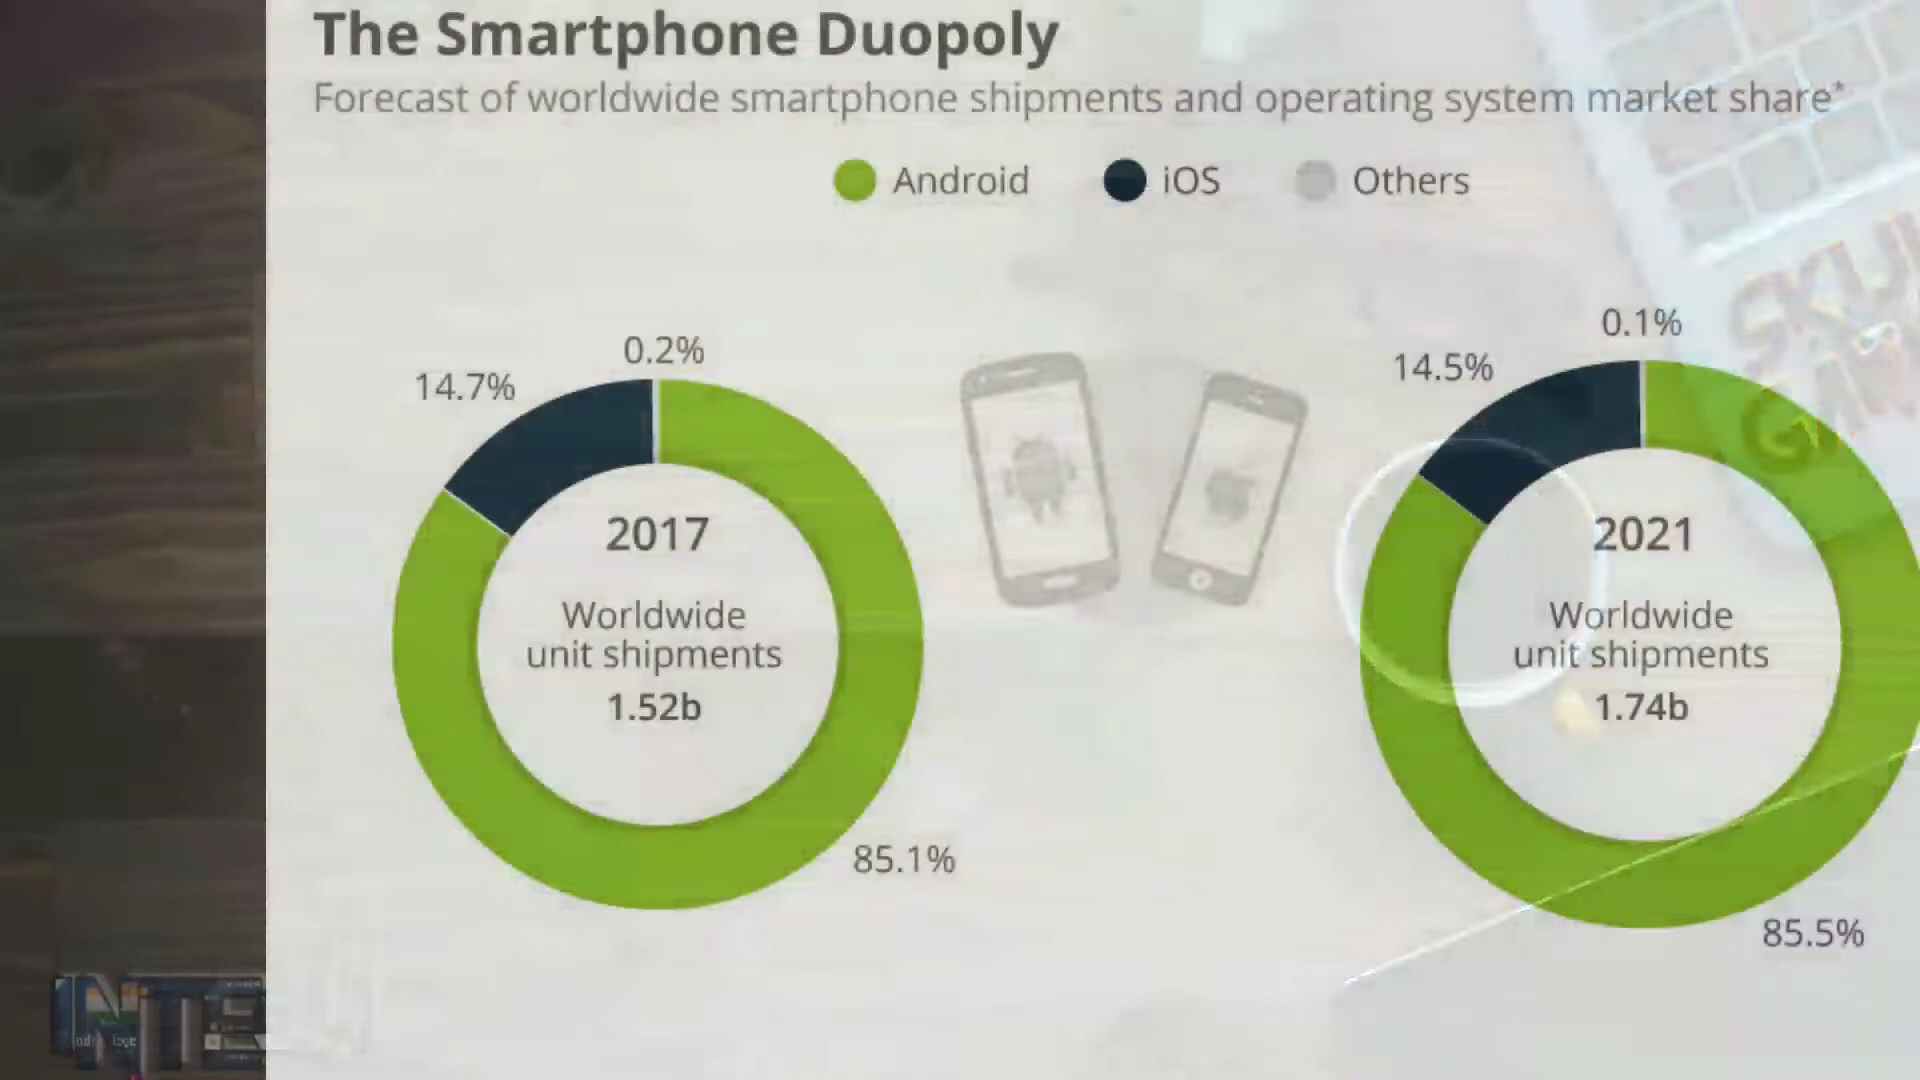 The Smartphone Duopoly
Forecast of worldwide smartphone shipments and operating system market share*
Android
iOS
Others
14.7%
0.2%
2017
Worldwide
unit shipments
1.52b
85.1%
14.5%
0.1%
2021
Worldwide
unit shipments
1.74b
85.5%